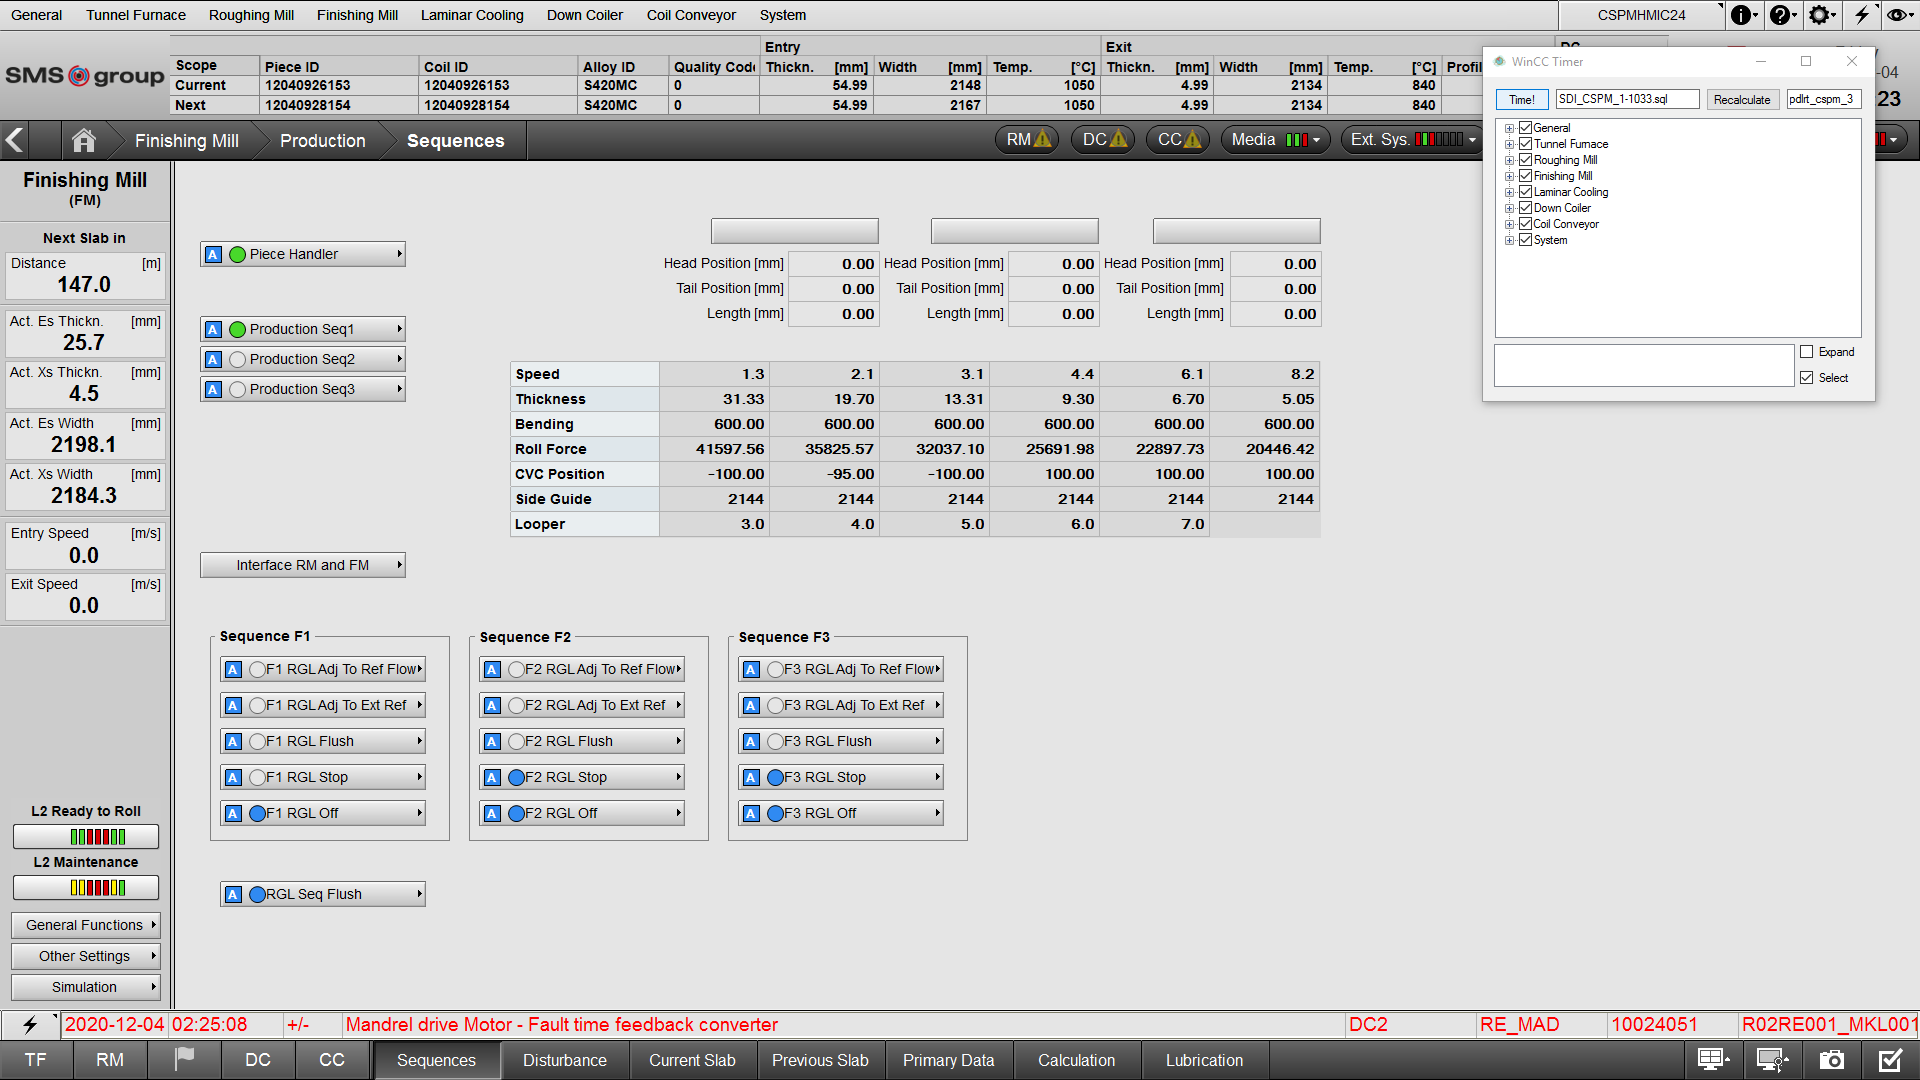 General Tunnel Furnace Roughing Mill Finishing Mill Laminar Cooling Down Coiler Coil Conveyor System CSPMHMIC24
SMS group
Entry Exit
Scope Piece ID Coil ID Alloy ID Quality Code Thickn. [mm] Width [mm] Temp. [°C] Thickn. [mm] Width [mm] Temp. [°C] Profil
Current 12040926153 12040926153 S420MC 0 54.99 2148 1050 4.99 2134 840
Next 12040928154 12040928154 S420MC 0 54.99 2167 1050 4.99 2134 840
-04
23
Finishing Mill Production Sequences RM DC CC Media Ext. Sys.
WinCC Timer
Time! SDI_CSPM_1-1033.sql Recalculate pdlrt_cspm_3
General
Tunnel Furnace
Roughing Mill
Finishing Mill
Laminar Cooling
Down Coiler
Coil Conveyor
System
Expand
Select
Finishing Mill
(FM)
Next Slab in
Distance [m]
147.0
Act. Es Thickn. [mm]
25.7
Act. Xs Thickn. [mm]
4.5
Act. Es Width [mm]
2198.1
Act. Xs Width [mm]
2184.3
Entry Speed [m/s]
0.0
Exit Speed [m/s]
0.0
L2 Ready to Roll
L2 Maintenance
General Functions
Other Settings
Simulation
A Piece Handler
A Production Seq1
A Production Seq2
A Production Seq3
Interface RM and FM
Head Position [mm] 0.00 Head Position [mm] 0.00 Head Position [mm] 0.00
Tail Position [mm] 0.00 Tail Position [mm] 0.00 Tail Position [mm] 0.00
Length [mm] 0.00 Length [mm] 0.00 Length [mm] 0.00
Speed 1.3 2.1 3.1 4.4 6.1 8.2
Thickness 31.33 19.70 13.31 9.30 6.70 5.05
Bending 600.00 600.00 600.00 600.00 600.00 600.00
Roll Force 41597.56 35825.57 32037.10 25691.98 22897.73 20446.42
CVC Position -100.00 -95.00 -100.00 100.00 100.00 100.00
Side Guide 2144 2144 2144 2144 2144 2144
Looper 3.0 4.0 5.0 6.0 7.0
Sequence F1
A F1 RGL Adj To Ref Flow
A F1 RGL Adj To Ext Ref
A F1 RGL Flush
A F1 RGL Stop
A F1 RGL Off
Sequence F2
A F2 RGL Adj To Ref Flow
A F2 RGL Adj To Ext Ref
A F2 RGL Flush
A F2 RGL Stop
A F2 RGL Off
Sequence F3
A F3 RGL Adj To Ref Flow
A F3 RGL Adj To Ext Ref
A F3 RGL Flush
A F3 RGL Stop
A F3 RGL Off
A RGL Seq Flush
2020-12-04 02:25:08 +/- Mandrel drive Motor - Fault time feedback converter DC2 RE_MAD 10024051 R02RE001_MKL001
TF RM DC CC Sequences Disturbance Current Slab Previous Slab Primary Data Calculation Lubrication